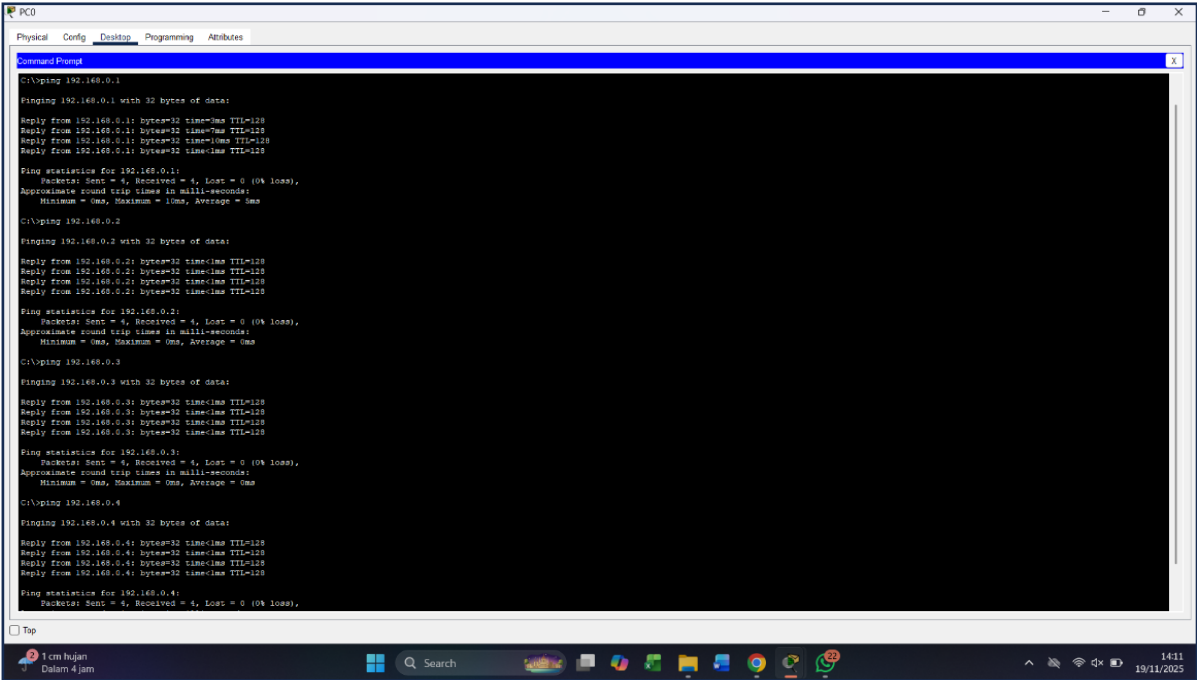 PC0
Physical Config Desktop Programming Attributes
Command Prompt
X
C:\>ping 192.168.0.1
Pinging 192.168.0.1 with 32 bytes of data:
Reply from 192.168.0.1: bytes=32 time=3ms TTL=128
Reply from 192.168.0.1: bytes=32 time=7ms TTL=128
Reply from 192.168.0.1: bytes=32 time=10ms TTL=128
Reply from 192.168.0.1: bytes=32 time<1ms TTL=128
Ping statistics for 192.168.0.1:
Packets: Sent = 4, Received = 4, Lost = 0 (0% loss),
Approximate round trip times in milli-seconds:
Minimum = 0ms, Maximum = 10ms, Average = 5ms
C:\>ping 192.168.0.2
Pinging 192.168.0.2 with 32 bytes of data:
Reply from 192.168.0.2: bytes=32 time<1ms TTL=128
Reply from 192.168.0.2: bytes=32 time<1ms TTL=128
Reply from 192.168.0.2: bytes=32 time<1ms TTL=128
Reply from 192.168.0.2: bytes=32 time<1ms TTL=128
Ping statistics for 192.168.0.2:
Packets: Sent = 4, Received = 4, Lost = 0 (0% loss),
Approximate round trip times in milli-seconds:
Minimum = 0ms, Maximum = 0ms, Average = 0ms
C:\>ping 192.168.0.3
Pinging 192.168.0.3 with 32 bytes of data:
Reply from 192.168.0.3: bytes=32 time<1ms TTL=128
Reply from 192.168.0.3: bytes=32 time<1ms TTL=128
Reply from 192.168.0.3: bytes=32 time<1ms TTL=128
Reply from 192.168.0.3: bytes=32 time<1ms TTL=128
Ping statistics for 192.168.0.3:
Packets: Sent = 4, Received = 4, Lost = 0 (0% loss),
Approximate round trip times in milli-seconds:
Minimum = 0ms, Maximum = 0ms, Average = 0ms
C:\>ping 192.168.0.4
Pinging 192.168.0.4 with 32 bytes of data:
Reply from 192.168.0.4: bytes=32 time<1ms TTL=128
Reply from 192.168.0.4: bytes=32 time<1ms TTL=128
Reply from 192.168.0.4: bytes=32 time<1ms TTL=128
Reply from 192.168.0.4: bytes=32 time<1ms TTL=128
Ping statistics for 192.168.0.4:
Packets: Sent = 4, Received = 4, Lost = 0 (0% loss),
Top
2
1 cm hujan
Dalam 4 jam
Search
22
14:11
19/11/2025